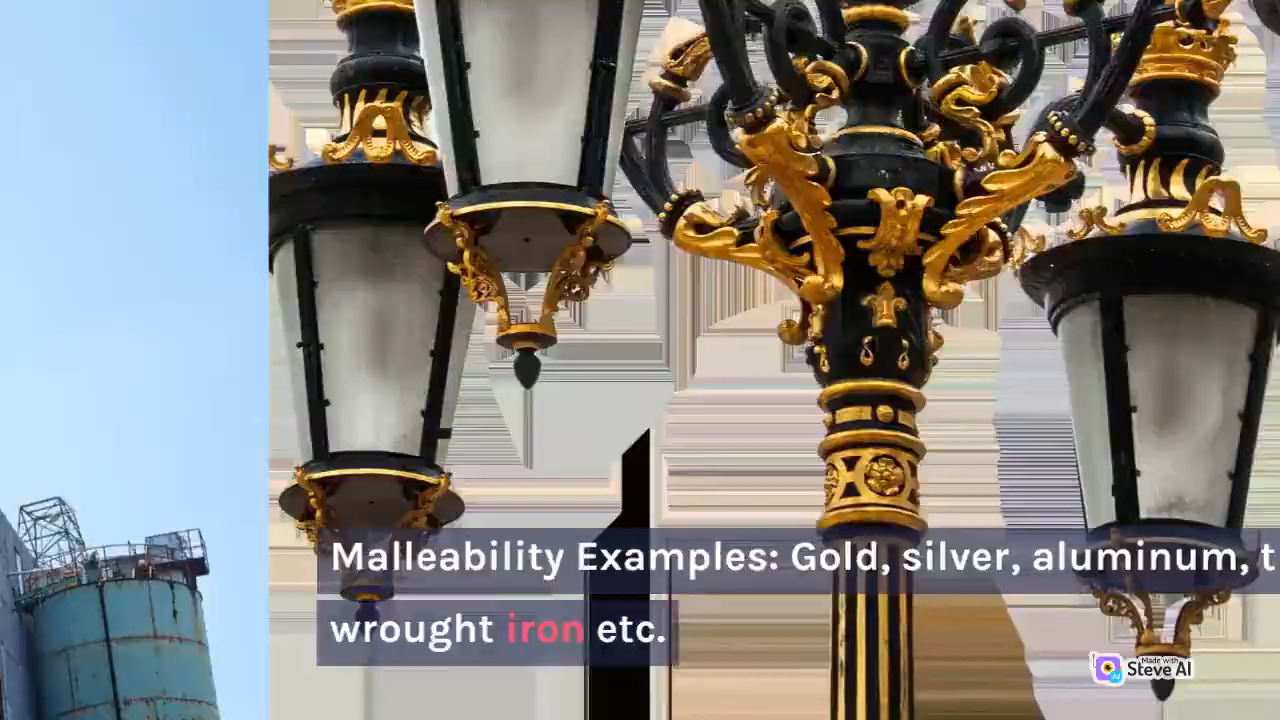 Malleability Examples: Gold, silver, aluminum, t
wrought iron etc.
Made with
Steve AI